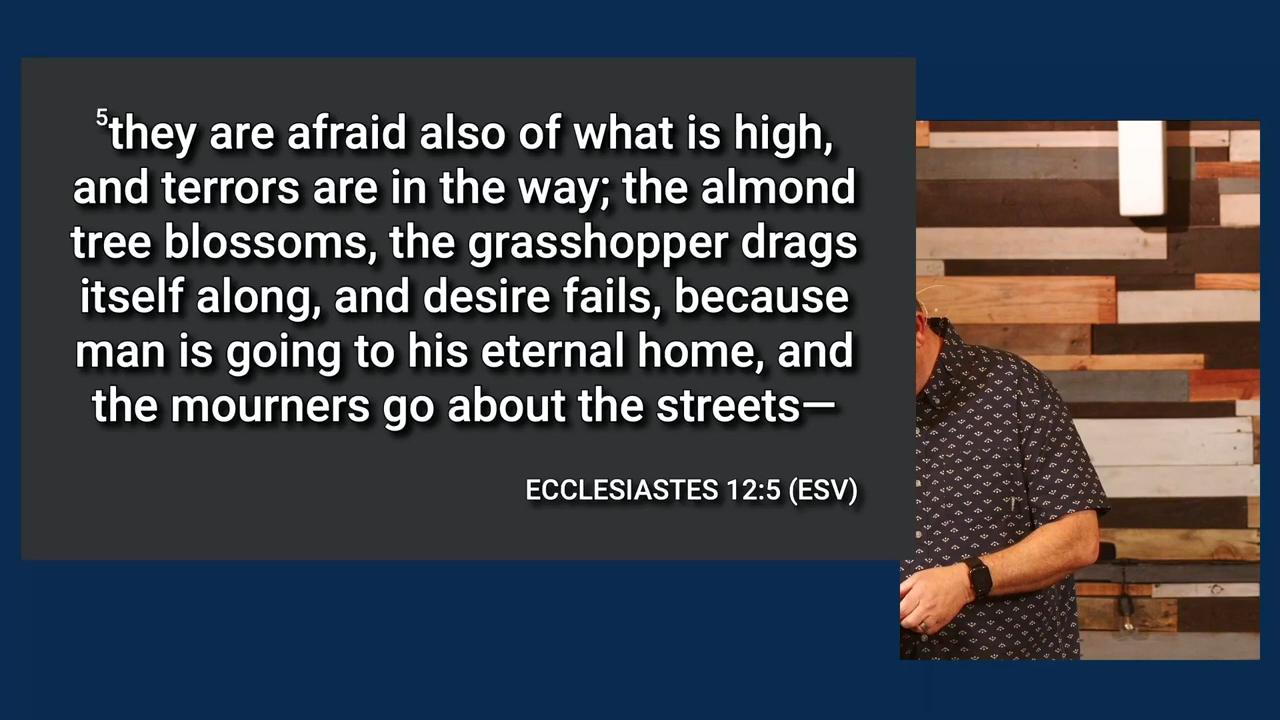 5they are afraid also of what is high,
and terrors are in the way; the almond
tree blossoms, the grasshopper drags
itself along, and desire fails, because
man is going to his eternal home, and
the mourners go about the streets—
ECCLESIASTES 12:5 (ESV)